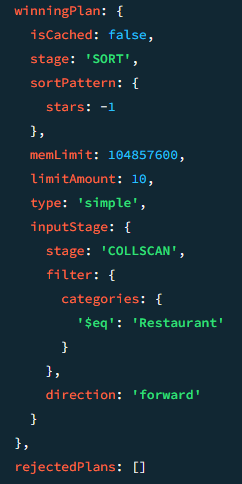 winningPlan: {
  isCached: false,
  stage: 'SORT',
  sortPattern: {
    stars: -1
  },
  memLimit: 104857600,
  limitAmount: 10,
  type: 'simple',
  inputStage: {
    stage: 'COLLSCAN',
    filter: {
      categories: {
        '$eq': 'Restaurant'
      }
    },
    direction: 'forward'
  }
},
rejectedPlans: []